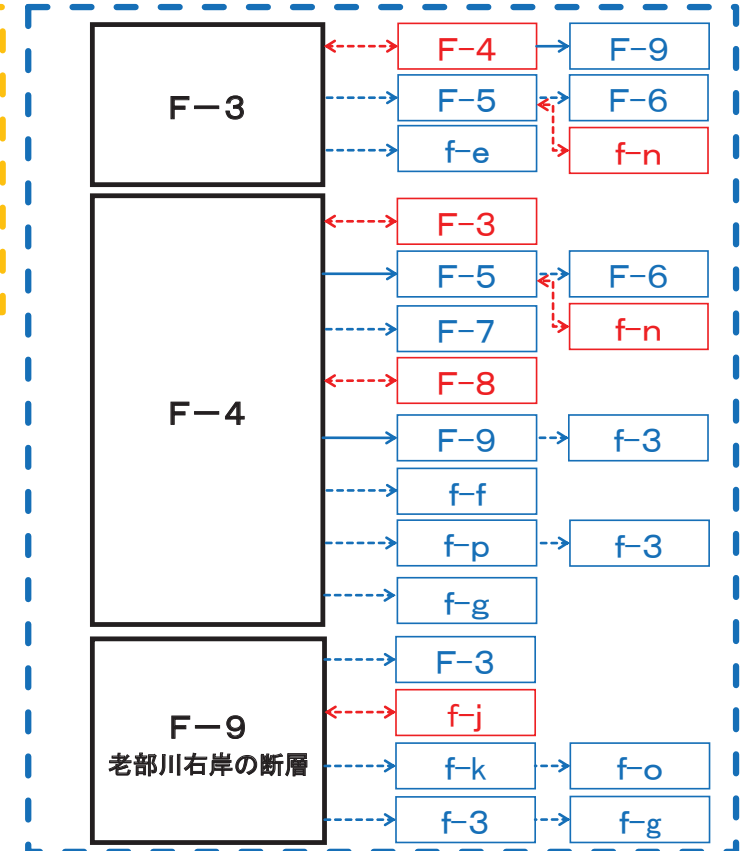 F－3
F-4
F-9
F-5
F-6
f-n
f-e
F－4
F-3
F-5
F-6
f-n
F-7
F-8
F-9
f-3
f-f
f-p
f-3
f-g
F－9
老部川右岸の断層
F-3
f-j
f-k
f-o
f-3
f-g